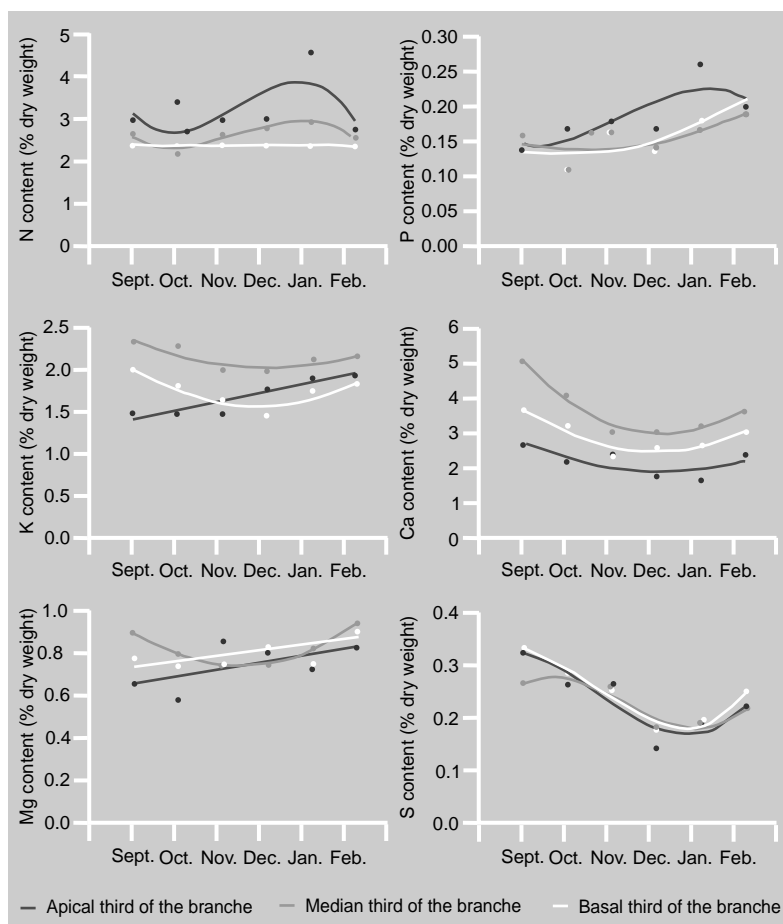 N content (% dry weight)
5
4
3
2
1
0
Sept. Oct. Nov. Dec. Jan. Feb.
P content (% dry weight)
0.30
0.25
0.20
0.15
0.10
0.05
0.00
Sept. Oct. Nov. Dec. Jan. Feb.
K content (% dry weight)
2.5
2.0
1.5
1.0
0.5
0.0
Sept. Oct. Nov. Dec. Jan. Feb.
Ca content (% dry weight)
6
5
4
3
2
1
0
Sept. Oct. Nov. Dec. Jan. Feb.
Mg content (% dry weight)
1.0
0.8
0.6
0.4
0.2
0.0
Sept. Oct. Nov. Dec. Jan. Feb.
S content (% dry weight)
0.4
0.3
0.2
0.1
0.0
Sept. Oct. Nov. Dec. Jan. Feb.
Apical third of the branche Median third of the branche Basal third of the branche